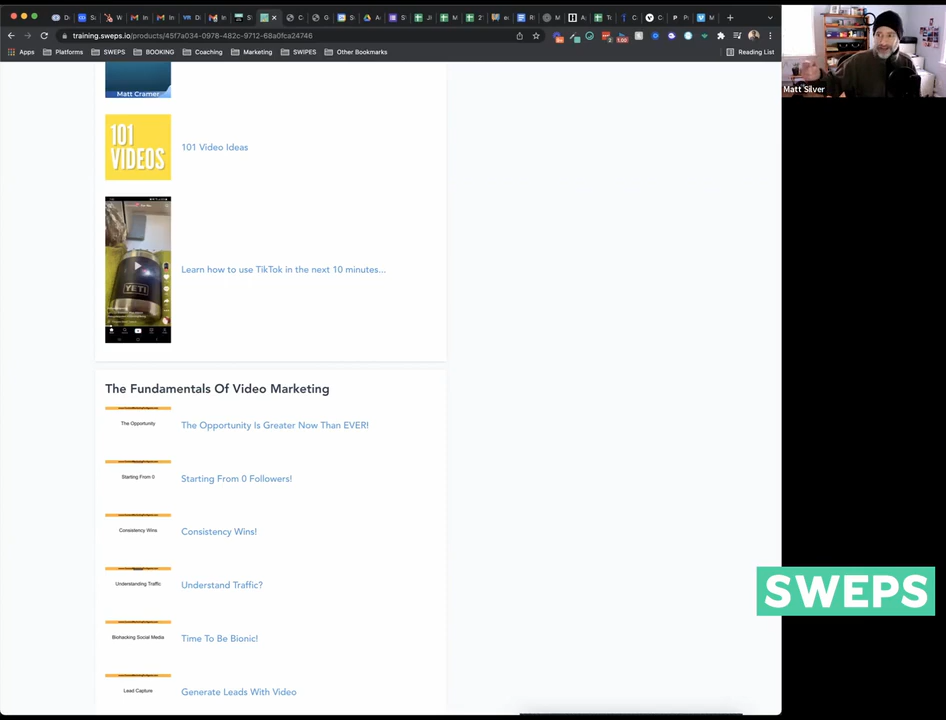 training.sweps.io/products/45f7a034-0978-482c-9712-68a0fca24746
Apps
Platforms
SWEPS
BOOKING
Coaching
Marketing
SWIPES
Other Bookmarks
Reading List
Matt Silver
Matt Cramer
101
VIDEOS
101 Video Ideas
YETI
Learn how to use TikTok in the next 10 minutes...
The Fundamentals Of Video Marketing
The Opportunity
The Opportunity Is Greater Now Than EVER!
Starting From 0
Starting From 0 Followers!
Consistency Wins
Consistency Wins!
Understanding Traffic
Understand Traffic?
SWEPS
Biohacking Social Media
Time To Be Bionic!
Lead Capture
Generate Leads With Video